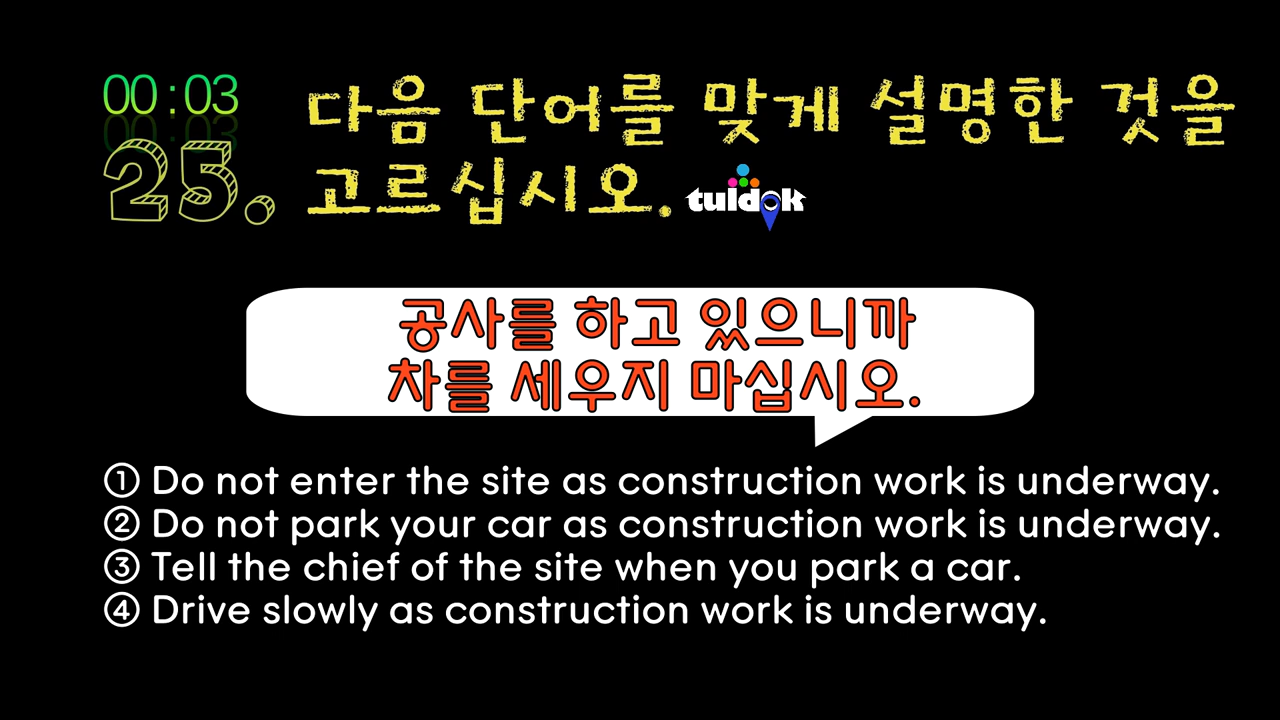 00:03
25. 다음 단어를 맞게 설명한 것을
고르십시오. tuldok
공사를 하고 있으니까
차를 세우지 마십시오.
① Do not enter the site as construction work is underway.
② Do not park your car as construction work is underway.
③ Tell the chief of the site when you park a car.
④ Drive slowly as construction work is underway.